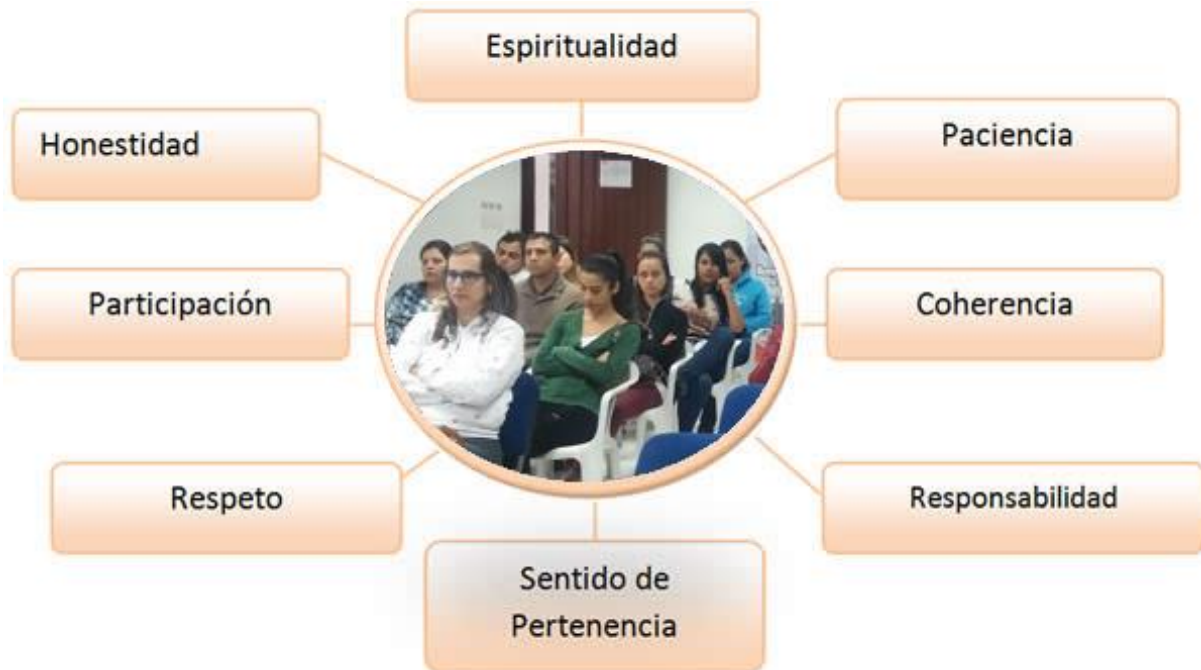 Espiritualidad
Honestidad
Paciencia
Participación
Coherencia
Respeto
Responsabilidad
Sentido de
Pertenencia